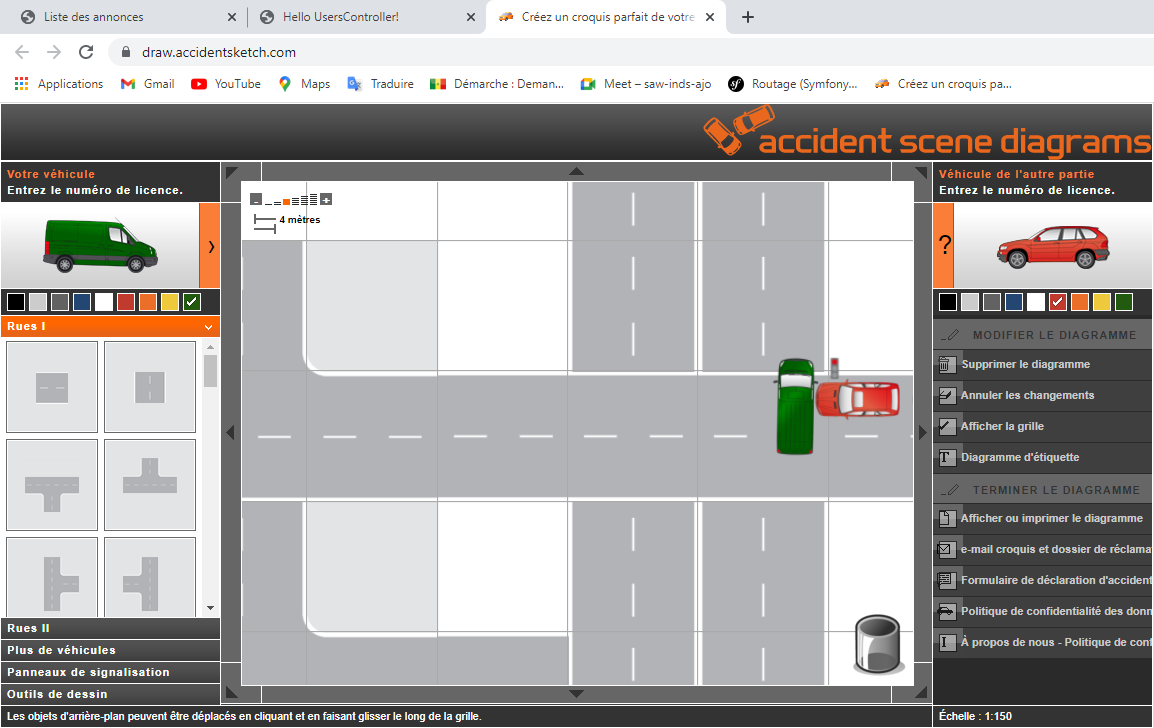 Liste des annonces
Hello UsersController!
Créez un croquis parfait de votre
draw.accidentsketch.com
Applications
Gmail
YouTube
Maps
Traduire
Démarche : Deman...
Meet – saw-inds-ajo
Routage (Symfony...
Créez un croquis pa...
accident scene diagrams
Votre véhicule
Entrez le numéro de licence.
Véhicule de l'autre partie
Entrez le numéro de licence.
4 mètres
?
Rues I
Rues II
Plus de véhicules
Panneaux de signalisation
Outils de dessin
MODIFIER LE DIAGRAMME
Supprimer le diagramme
Annuler les changements
Afficher la grille
T
Diagramme d'étiquette
TERMINER LE DIAGRAMME
Afficher ou imprimer le diagramme
e-mail croquis et dossier de réclama
Formulaire de déclaration d'accident
Politique de confidentialité des donn
I
À propos de nous - Politique de conf
Les objets d'arrière-plan peuvent être déplacés en cliquant et en faisant glisser le long de la grille.
Échelle : 1:150